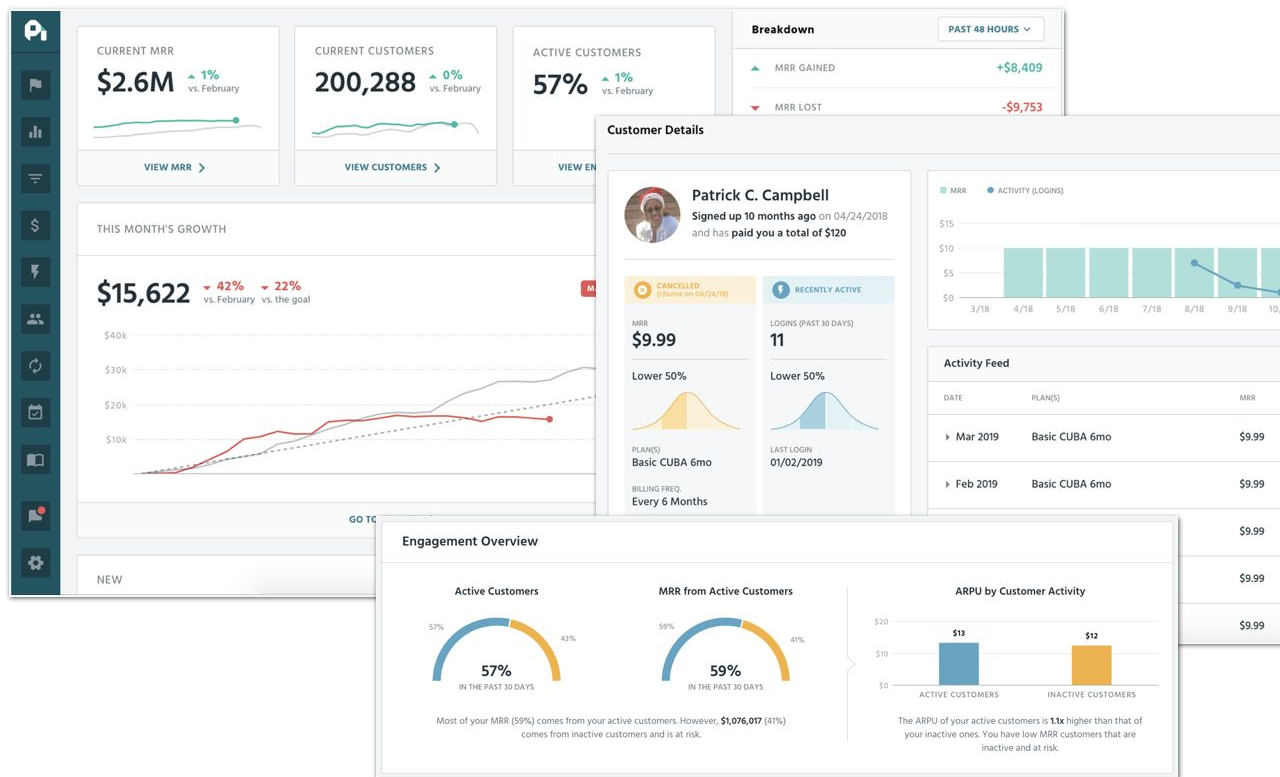 CURRENT MRR
$2.6M
1%
vs. February
VIEW MRR
CURRENT CUSTOMERS
200,288
0%
vs. February
VIEW CUSTOMERS
ACTIVE CUSTOMERS
57%
1%
vs. February
VIEW EN
Breakdown
PAST 48 HOURS
MRR GAINED
+$8,409
MRR LOST
-$9,753
THIS MONTH'S GROWTH
$15,622
42%
vs. February
22%
vs. the goal
$40k
$30k
$20k
$10k
GO TO
NEW
Customer Details
Patrick C. Campbell
Signed up 10 months ago on 04/24/2018
and has paid you a total of $120
CANCELLED
(churns on 04/24/19)
MRR
$9.99
Lower 50%
PLAN(S)
Basic CUBA 6mo
BILLING FREQ.
Every 6 Months
RECENTLY ACTIVE
LOGINS (PAST 30 DAYS)
11
Lower 50%
LAST LOGIN
01/02/2019
MRR
ACTIVITY (LOGINS)
$15
$10
$5
$0
3/18 4/18 5/18 6/18 7/18 8/18 9/18 10/
Activity Feed
DATE PLAN(S) MRR
Mar 2019 Basic CUBA 6mo $9.99
Feb 2019 Basic CUBA 6mo $9.99
$9.99
$9.99
$9.99
Engagement Overview
Active Customers
57%
43%
57%
IN THE PAST 30 DAYS
MRR from Active Customers
59%
41%
59%
IN THE PAST 30 DAYS
Most of your MRR (59%) comes from your active customers. However, $1,076,017 (41%)
comes from inactive customers and is at risk.
ARPU by Customer Activity
$20
$10
$0
$13
$12
ACTIVE CUSTOMERS
INACTIVE CUSTOMERS
The ARPU of your active customers is 1.1x higher than that of
your inactive ones. You have low MRR customers that are
inactive and at risk.